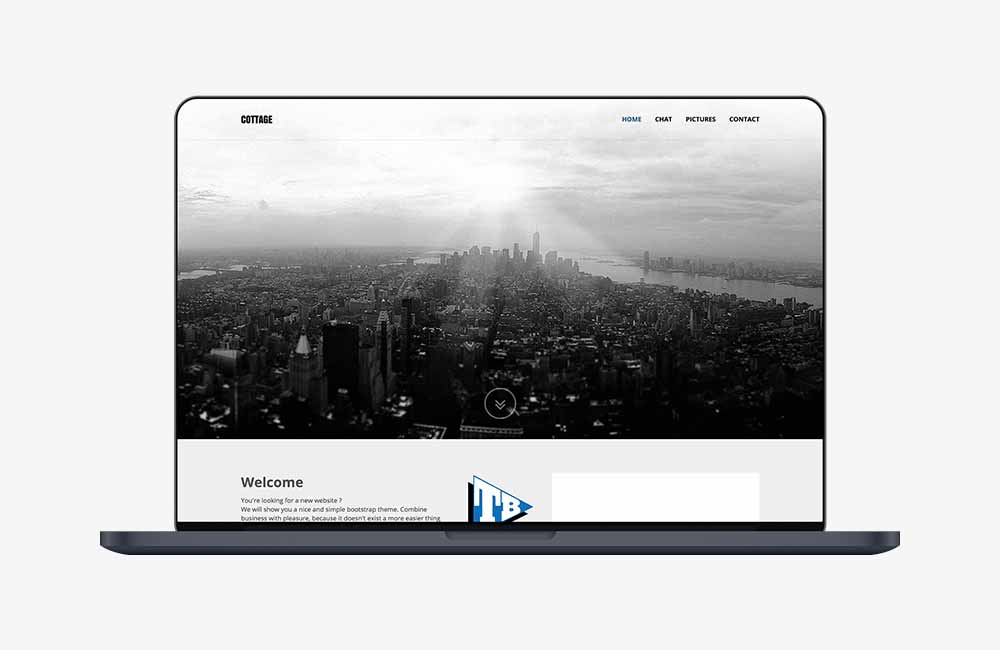 COTTAGE
HOME CHAT PICTURES CONTACT
Welcome
You're looking for a new website ?
We will show you a nice and simple bootstrap theme. Combine
business with pleasure, because it doesn't exist a more easier thing
TB